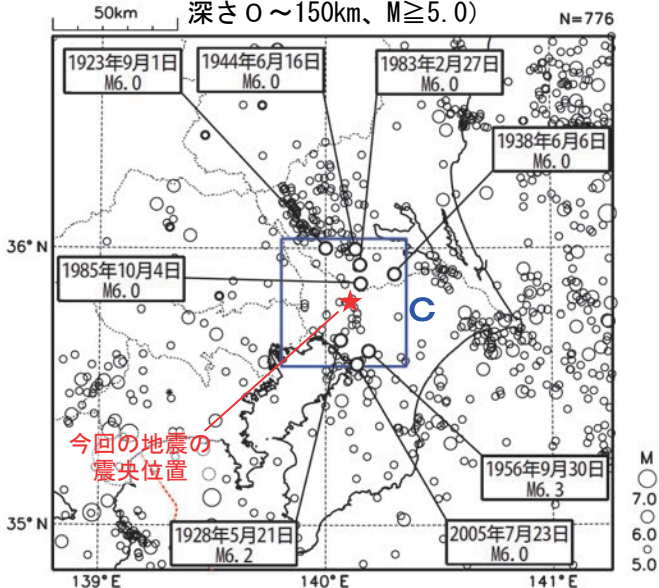 50km
深さ0～150km、M≧5.0)
N=776
1923年9月1日
M6.0
1944年6月16日
M6.0
1983年2月27日
M6.0
1938年6月6日
M6.0
36°N
1985年10月4日
M6.0
C
今回の地震の
震央位置
1956年9月30日
M6.3
M
7.0
6.0
5.0
35°N
1928年5月21日
M6.2
2005年7月23日
M6.0
139°E
140°E
141°E